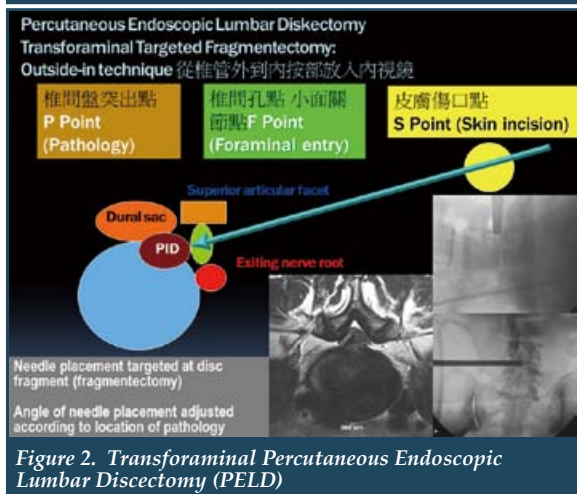 Percutaneous Endoscopic Lumbar Diskectomy
Transforaminal Targeted Fragmentectomy:
Outside-in technique 從椎管外到內按部放入內視鏡
椎間盤突出點
P Point
(Pathology)
椎間孔點 小面關
節點F Point
(Foraminal entry)
皮膚傷口點
S Point (Skin incision)
Superior articular facet
Dural sac
PID
Exiting nerve root
Needle placement targeted at disc
fragment (fragmentectomy)
Angle of needle placement adjusted
according to location of pathology
Figure 2. Transforaminal Percutaneous Endoscopic
Lumbar Discectomy (PELD)